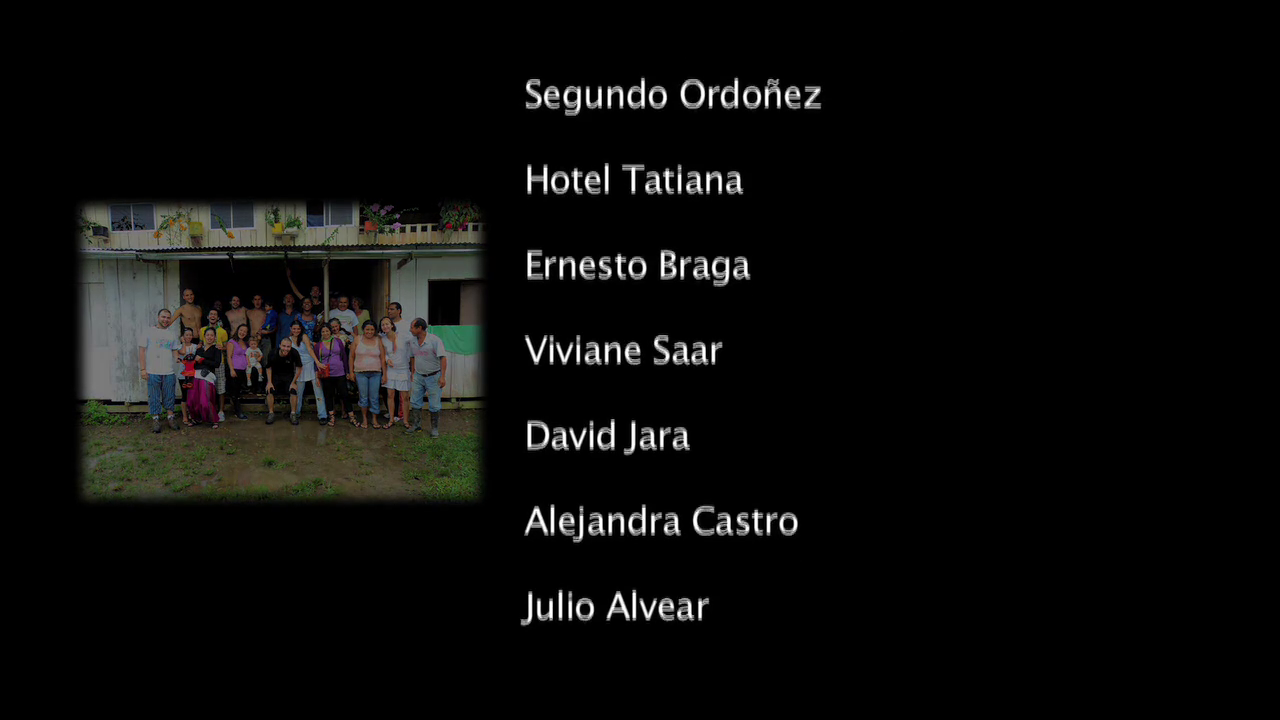 Segundo Ordoñez
Hotel Tatiana
Ernesto Braga
Viviane Saar
David Jara
Alejandra Castro
Julio Alvear